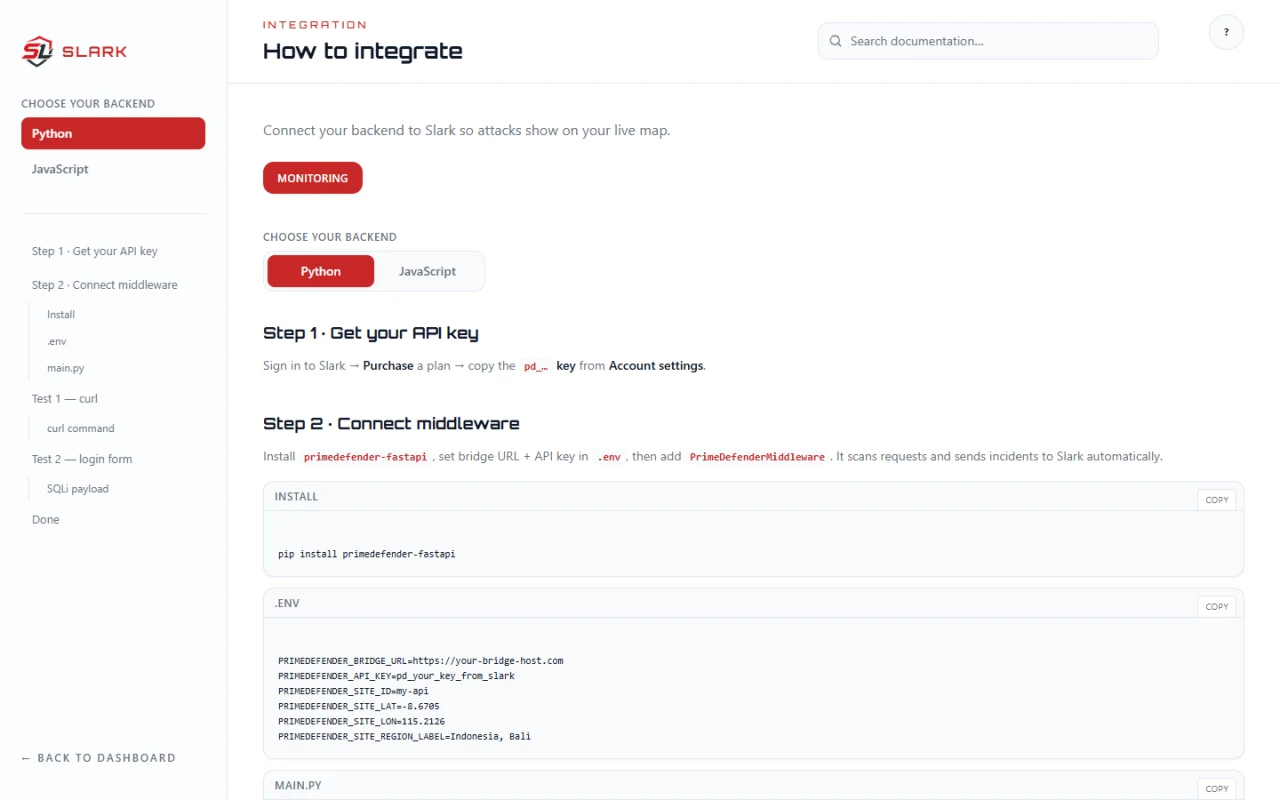 SLARK
CHOOSE YOUR BACKEND
Python
JavaScript
Step 1 · Get your API key
Step 2 · Connect middleware
Install
.env
main.py
Test 1 — curl
curl command
Test 2 — login form
SQLi payload
Done
← BACK TO DASHBOARD
INTEGRATION
How to integrate
Search documentation...
?
Connect your backend to Slark so attacks show on your live map.
MONITORING
CHOOSE YOUR BACKEND
Python JavaScript
Step 1 · Get your API key
Sign in to Slark → Purchase a plan → copy the pd_… key from Account settings.
Step 2 · Connect middleware
Install primedefender-fastapi , set bridge URL + API key in .env , then add PrimeDefenderMiddleware . It scans requests and sends incidents to Slark automatically.
INSTALL COPY
pip install primedefender-fastapi
.ENV COPY
PRIMEDEFENDER_BRIDGE_URL=https://your-bridge-host.com
PRIMEDEFENDER_API_KEY=pd_your_key_from_slark
PRIMEDEFENDER_SITE_ID=my-api
PRIMEDEFENDER_SITE_LAT=-8.6705
PRIMEDEFENDER_SITE_LON=115.2126
PRIMEDEFENDER_SITE_REGION_LABEL=Indonesia, Bali
MAIN.PY COPY